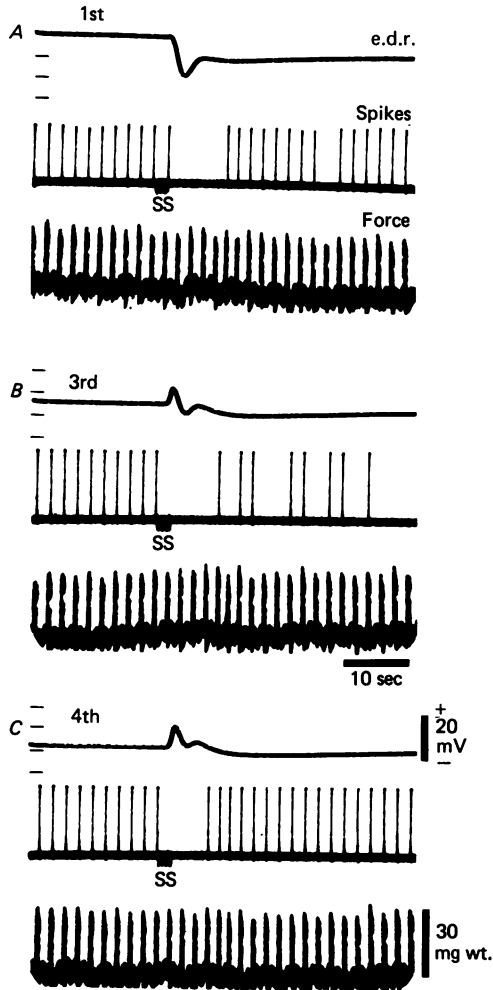 A
1st
e.d.r.
Spikes
SS
Force
B
3rd
SS
10 sec
C
4th
+
20
mV
−
SS
30
mg wt.